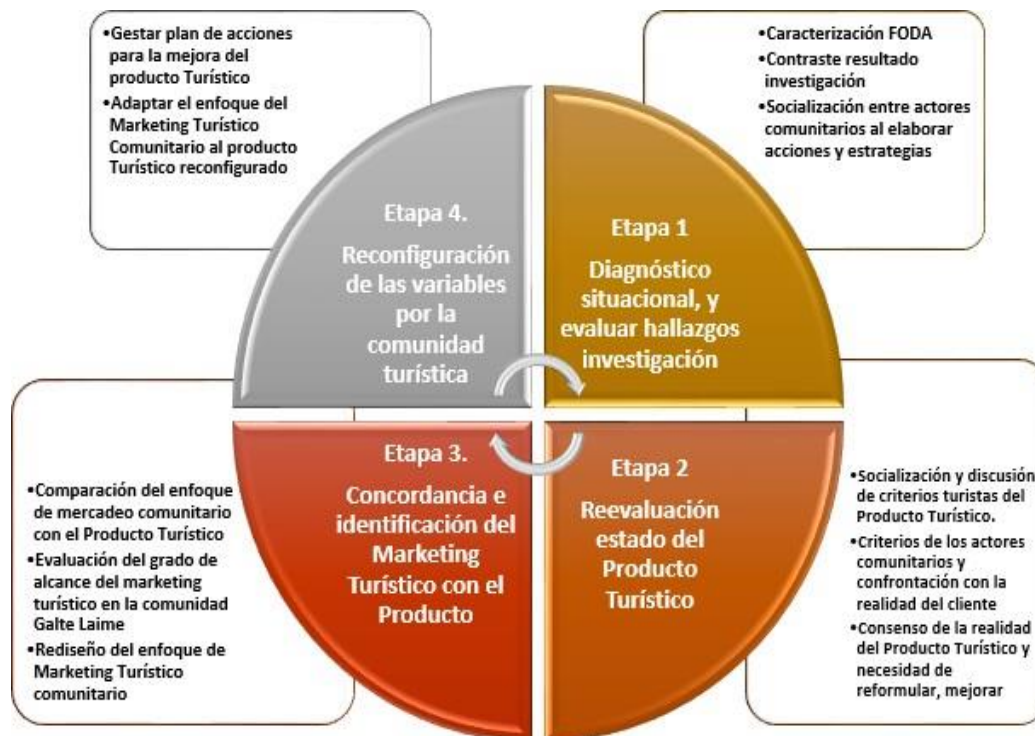 •Gestar plan de acciones
para la mejora del
producto Turístico
•Adaptar el enfoque del
Marketing Turístico
Comunitario al producto
Turístico reconfigurado
•Caracterización FODA
•Contraste resultado
investigación
•Socialización entre actores
comunitarios al elaborar
acciones y estrategias
Etapa 4.
Reconfiguración
de las variables
por la
comunidad
turística
Etapa 1
Diagnóstico
situacional, y
evaluar hallazgos
investigación
Etapa 3.
Concordancia e
identificación del
Marketing
Turístico con el
Producto
Etapa 2
Reevaluación
estado del
Producto
Turístico
•Comparación del enfoque
de mercadeo comunitario
con el Producto Turístico
•Evaluación del grado de
alcance del marketing
turístico en la comunidad
Galte Laime
•Rediseño del enfoque de
Marketing Turístico
comunitario
•Socialización y discusión
de criterios turistas del
Producto Turístico.
•Criterios de los actores
comunitarios y
confrontación con la
realidad del cliente
•Consenso de la realidad
del Producto Turístico y
necesidad de
reformular, mejorar